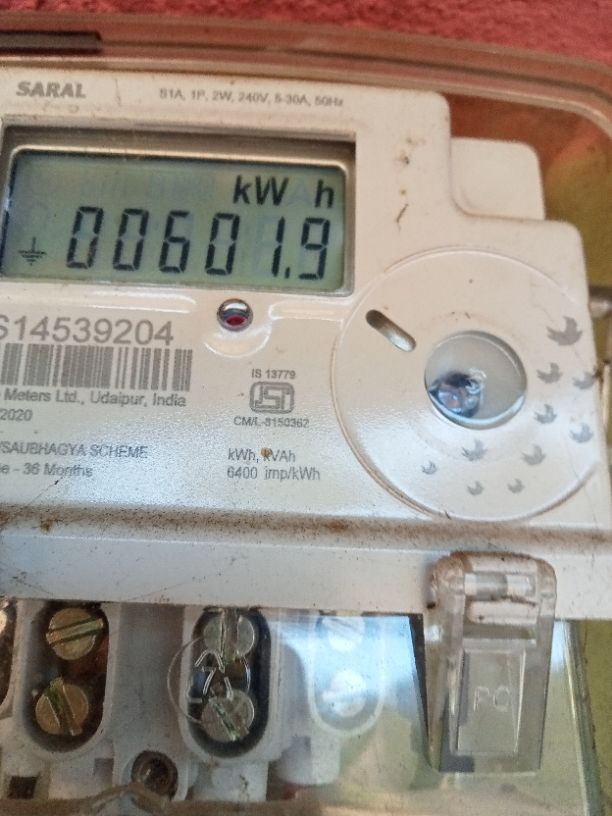 SARAL
S1A, 1P, 2W, 240V, 5-30A, 50Hz
kW h
00601.9
S14539204
Meters Ltd., Udaipur, India
2020
IS 13779
ISI
CM/L-8150362
SAUBHAGYA SCHEME
36 Months
kWh, kVAh
6400 imp/kWh